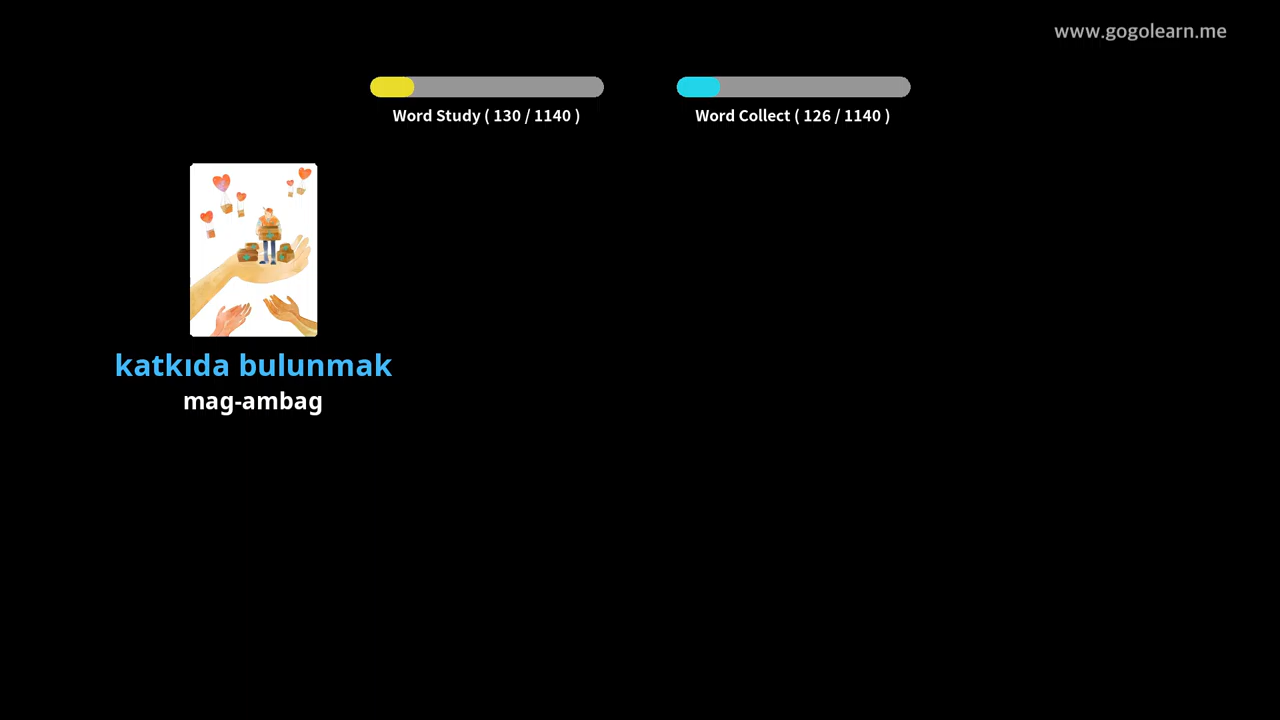 www.gogolearn.me
Word Study ( 130 / 1140 )
Word Collect ( 126 / 1140 )
katkıda bulunmak
mag-ambag